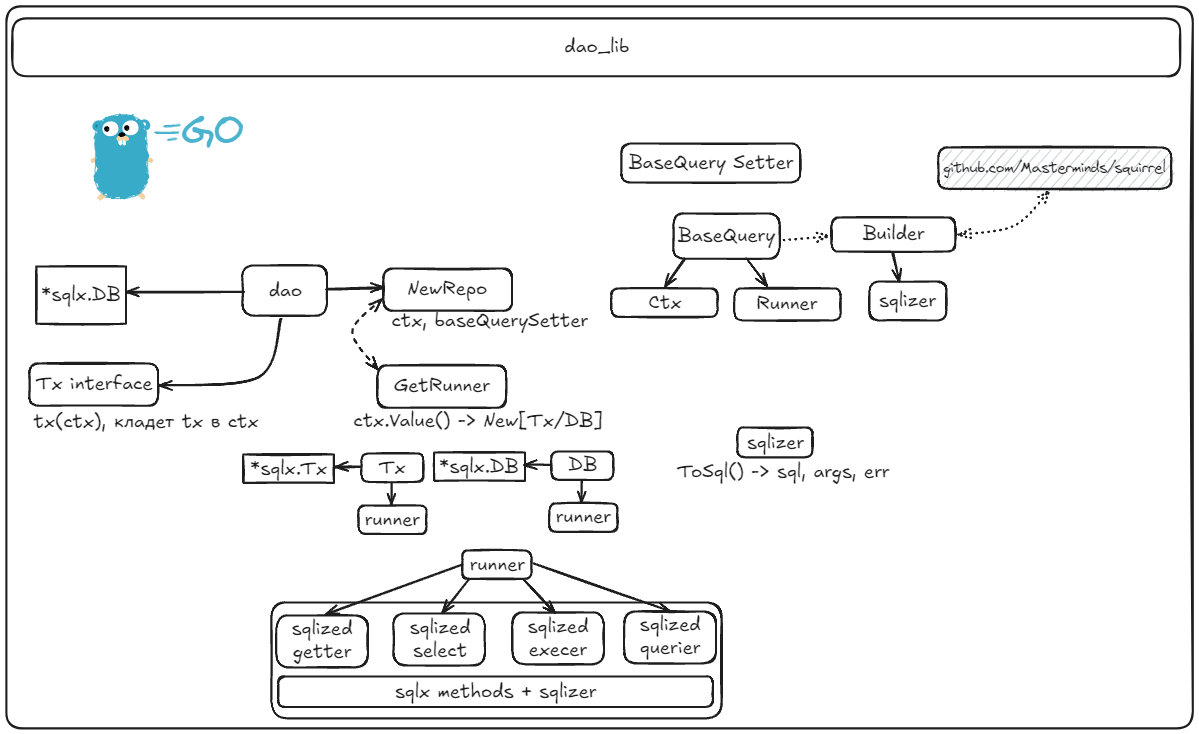 dao_lib
GO
BaseQuery Setter
github.com/Masterminds/squirrel
BaseQuery
Builder
*sqlx.DB
dao
NewRepo
ctx, baseQuerySetter
Ctx
Runner
sqlizer
Tx interface
tx(ctx), кладет tx в ctx
GetRunner
ctx.Value() -> New[Tx/DB]
*sqlx.Tx
Tx
*sqlx.DB
DB
runner
runner
sqlizer
ToSql() -> sql, args, err
runner
sqlized
getter
sqlized
select
sqlized
execer
sqlized
querier
sqlx methods + sqlizer